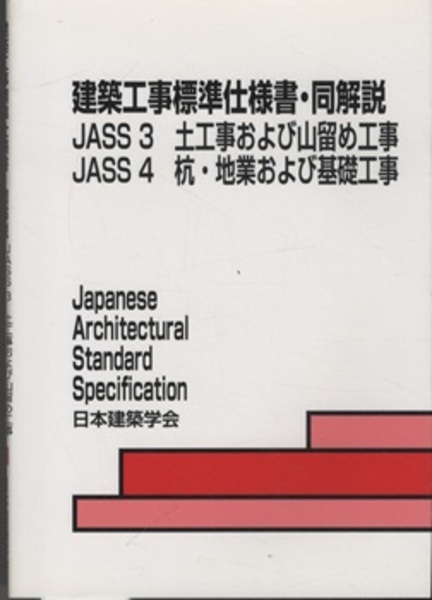 建築工事標準仕様書・同解説
JASS 3　土工事および山留め工事
JASS 4　杭・地業および基礎工事
Japanese
Architectural
Standard
Specification
日本建築学会